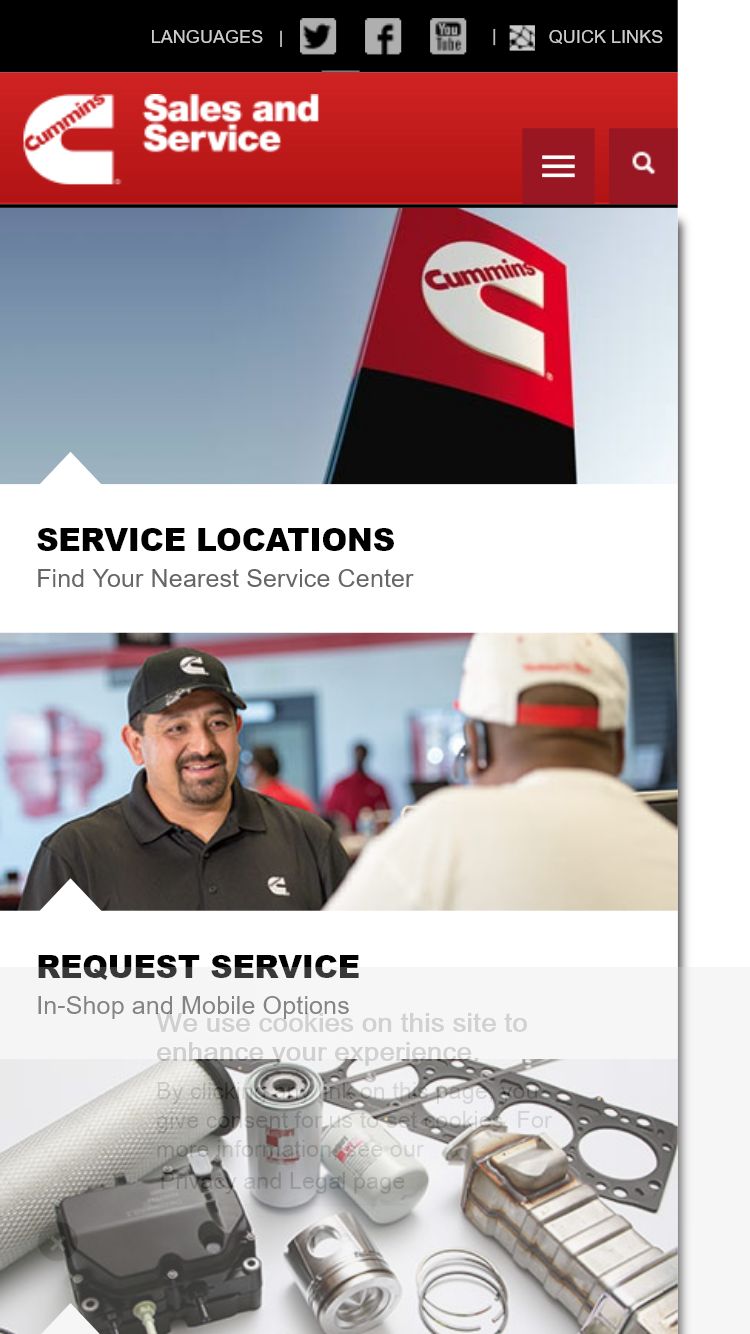 LANGUAGES | You Tube | QUICK LINKS
Cummins
Sales and
Service
Cummins
SERVICE LOCATIONS
Find Your Nearest Service Center
REQUEST SERVICE
In-Shop and Mobile Options
We use cookies on this site to
enhance your experience.
By clicking any link on this page, you
give consent for us to set cookies. For
more information, see our
Privacy and Legal page